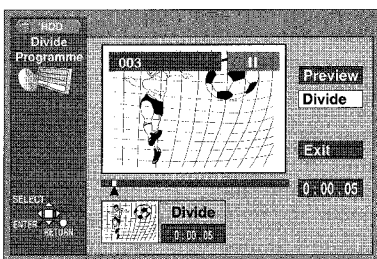 HDD
Divide
Programme
003
Preview
Divide
Exit
0:00.05
SELECT
ENTER
RETURN
Divide
0:00.05